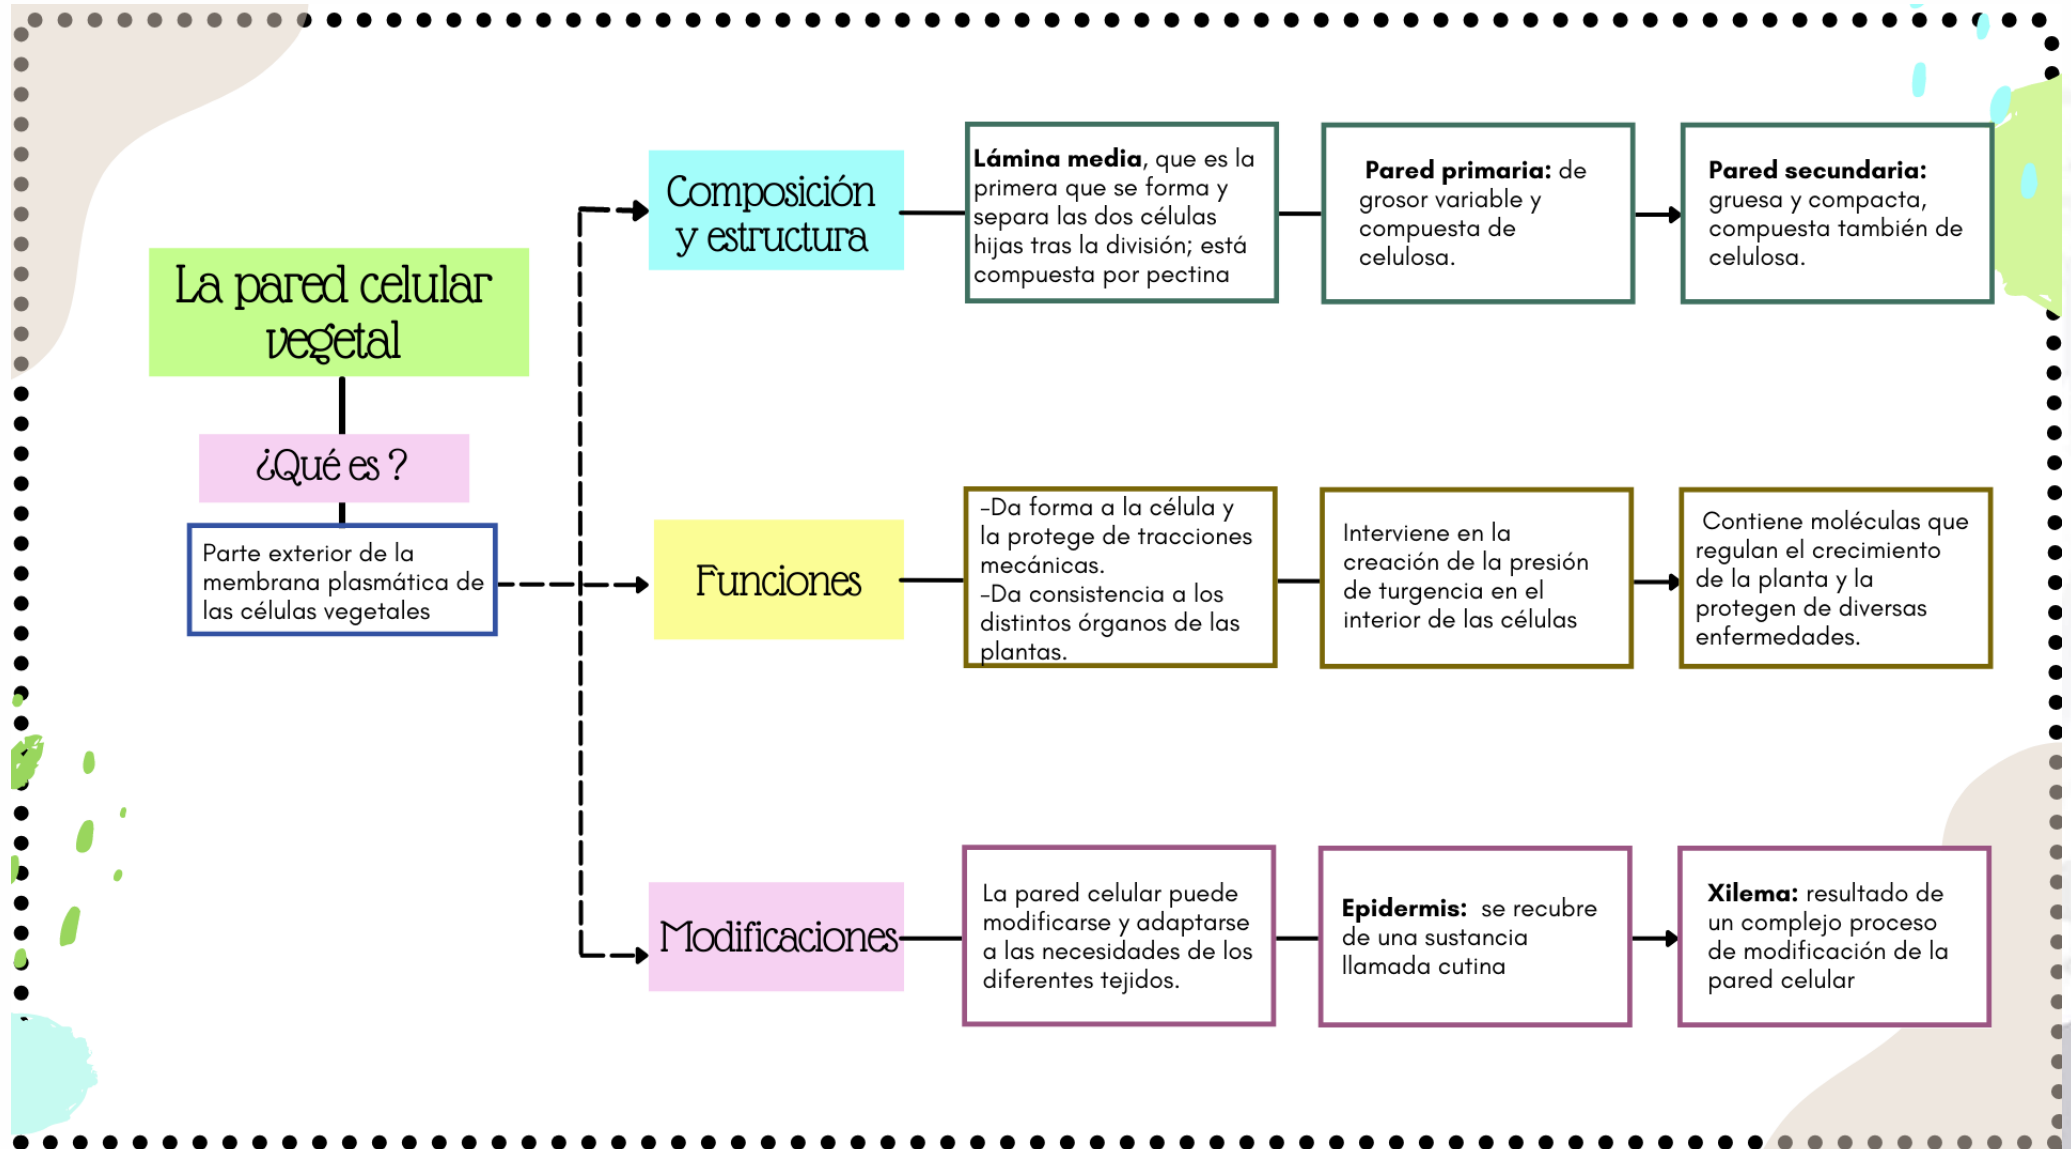 La pared celular
vegetal
¿Qué es ?
Parte exterior de la
membrana plasmática de
las células vegetales
Composición
y estructura
Lámina media, que es la
primera que se forma y
separa las dos células
hijas tras la división; está
compuesta por pectina
Pared primaria: de
grosor variable y
compuesta de
celulosa.
Pared secundaria:
gruesa y compacta,
compuesta también de
celulosa.
Funciones
-Da forma a la célula y
la protege de tracciones
mecánicas.
-Da consistencia a los
distintos órganos de las
plantas.
Interviene en la
creación de la presión
de turgencia en el
interior de las células
Contiene moléculas que
regulan el crecimiento
de la planta y la
protegen de diversas
enfermedades.
Modificaciones
La pared celular puede
modificarse y adaptarse
a las necesidades de los
diferentes tejidos.
Epidermis: se recubre
de una sustancia
llamada cutina
Xilema: resultado de
un complejo proceso
de modificación de la
pared celular